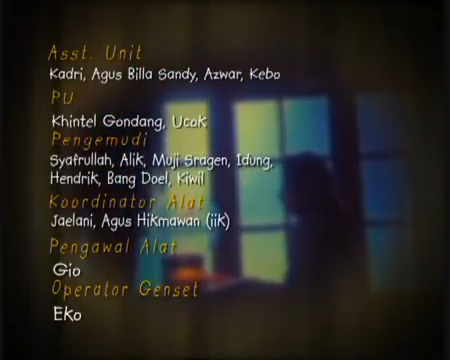 Asst. Unit
Kadri, Agus Billa Sandy, Azwar, Kebo
PU
Khintel Gondang, Ucok
Pengemudi
Syafrullah, Alik, Muji Sragen, Idung,
Hendrik, Bang Doel, Kiwil
Koordinator Alat
Jaelani, Agus Hikmawan (iik)
Pengawal Alat
Gio
Operator Genset
Eko